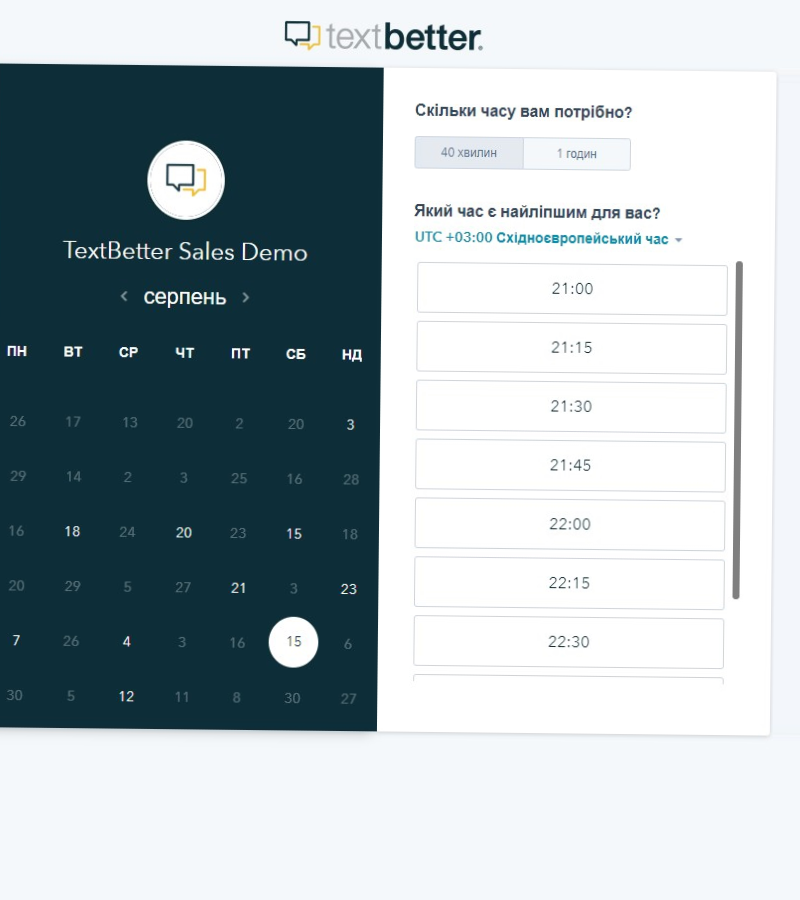 textbetter.
TextBetter Sales Demo
серпень
ПН ВТ СР ЧТ ПТ СБ НД
26 17 13 20 2 20 3
29 14 2 3 25 16 28
16 18 24 20 23 15 18
20 29 5 27 21 3 23
7 26 4 3 16 15 6
30 5 12 11 8 30 27
Скільки часу вам потрібно?
40 хвилин 1 годин
Який час є найліпшим для вас?
UTC +03:00 Східноєвропейський час
21:00
21:15
21:30
21:45
22:00
22:15
22:30